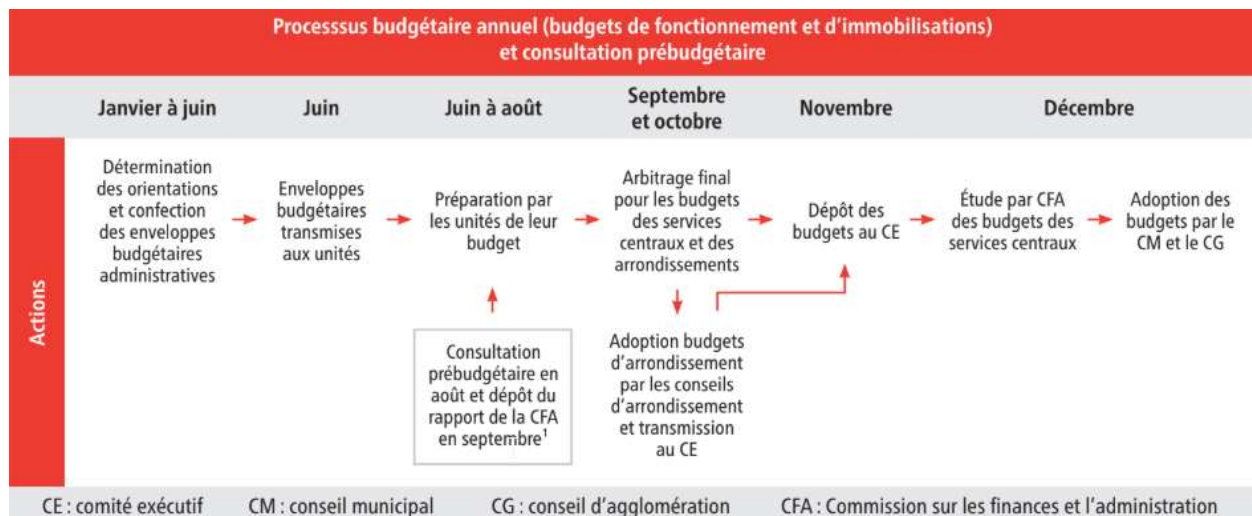 Processsus budgétaire annuel (budgets de fonctionnement et d'immobilisations)
et consultation prébudgétaire
Janvier à juin
Juin
Juin à août
Septembre
et octobre
Novembre
Décembre
Actions
Détermination
des orientations
et confection
des enveloppes
budgétaires
administratives
Enveloppes
budgétaires
transmises
aux unités
Préparation par
les unités de leur
budget
Arbitrage final
pour les budgets
des services
centraux et des
arrondissements
Dépôt des
budgets au CE
Étude par CFA
des budgets des
services centraux
Adoption des
budgets par le
CM et le CG
Consultation
prébudgétaire en
août et dépôt du
rapport de la CFA
en septembre¹
Adoption budgets
d'arrondissement
par les conseils
d'arrondissement
et transmission
au CE
CE : comité exécutif CM : conseil municipal CG : conseil d'agglomération CFA : Commission sur les finances et l'administration